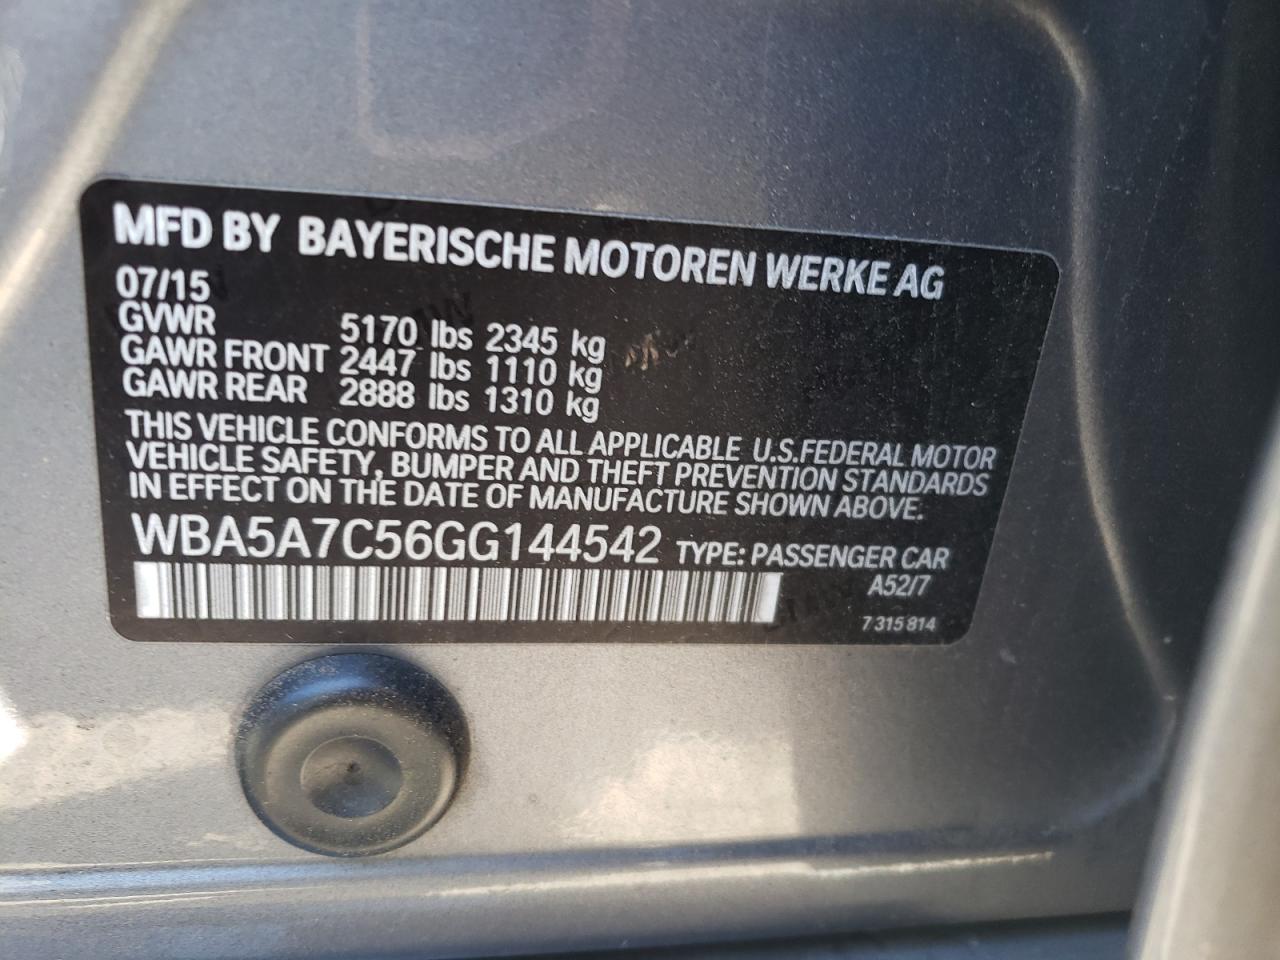 MFD BY BAYERISCHE MOTOREN WERKE AG
07/15
GVWR 5170 lbs 2345 kg
GAWR FRONT 2447 lbs 1110 kg
GAWR REAR 2888 lbs 1310 kg
THIS VEHICLE CONFORMS TO ALL APPLICABLE U.S.FEDERAL MOTOR
VEHICLE SAFETY, BUMPER AND THEFT PREVENTION STANDARDS
IN EFFECT ON THE DATE OF MANUFACTURE SHOWN ABOVE.
WBA5A7C56GG144542 TYPE: PASSENGER CAR
A52/7
7 315 814